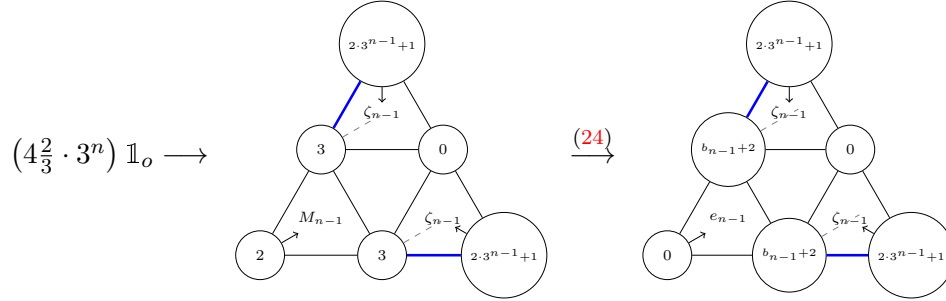 2·3ⁿ⁻¹+1 2·3ⁿ⁻¹+1
ζₙ₋₁ ζₙ₋₁
(4⅔ · 3ⁿ) 𝟙ₒ ⟶ 3 0 (24) ⟶ bₙ₋₁+2 0
Mₙ₋₁ ζₙ₋₁ eₙ₋₁ ζₙ₋₁
2 3 2·3ⁿ⁻¹+1 0 bₙ₋₁+2 2·3ⁿ⁻¹+1